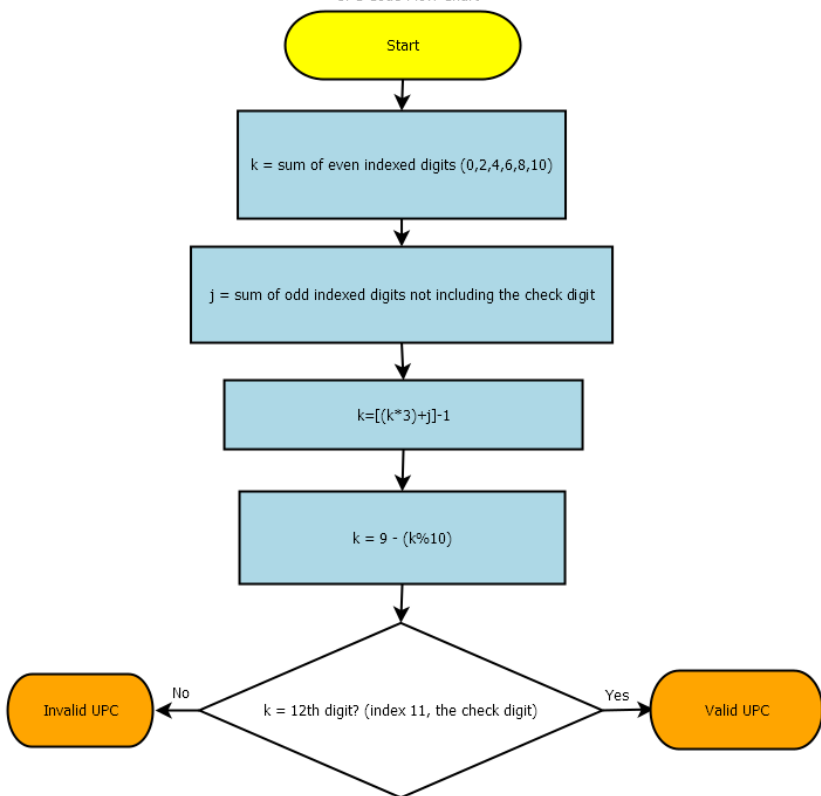 Start
k = sum of even indexed digits (0,2,4,6,8,10)
j = sum of odd indexed digits not including the check digit
k=[(k*3)+j]-1
k = 9 - (k%10)
No
Yes
Invalid UPC
k = 12th digit? (index 11, the check digit)
Valid UPC